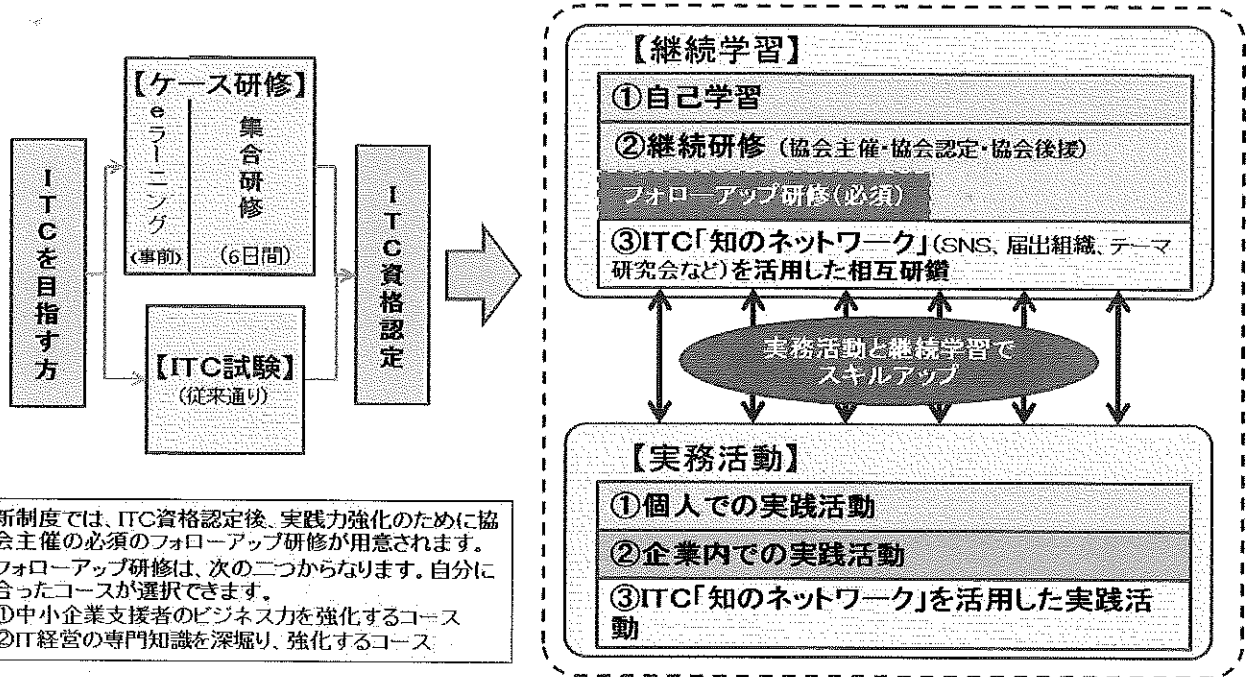 ITCを目指す方
【ケース研修】
eラーニング
(事前)
集合研修
(6日間)
【ITC試験】
(従来通り)
ITC資格認定
【継続学習】
①自己学習
②継続研修(協会主催・協会認定・協会後援)
フォローアップ研修(必須)
③ITC「知のネットワーク」(SNS、届出組織、テーマ
研究会など)を活用した相互研鑽
実務活動と継続学習で
スキルアップ
【実務活動】
①個人での実践活動
②企業内での実践活動
③ITC「知のネットワーク」を活用した実践活
動
新制度では、ITC資格認定後、実践力強化のために協
会主催の必須のフォローアップ研修が用意されます。
フォローアップ研修は、次の二つからなります。自分に
合ったコースが選択できます。
①中小企業支援者のビジネス力を強化するコース
②IT経営の専門知識を深堀り、強化するコース